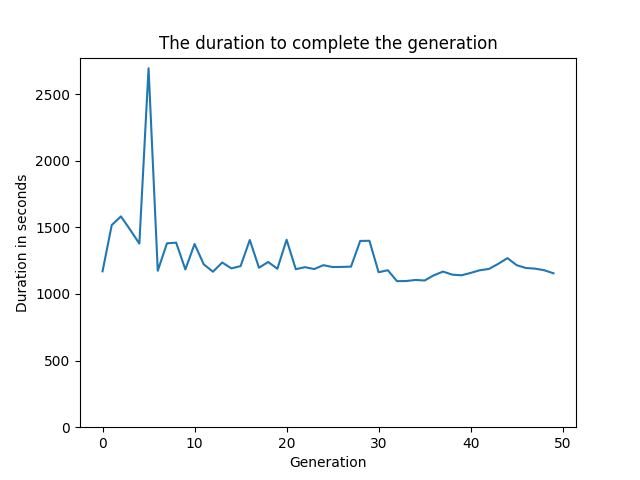 The duration to complete the generation
2500
2000
1500
1000
500
0
Duration in seconds
0 10 20 30 40 50
Generation